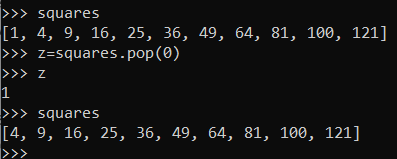 >>> squares
[1, 4, 9, 16, 25, 36, 49, 64, 81, 100, 121]
>>> z=squares.pop(0)
>>> z
1
>>> squares
[4, 9, 16, 25, 36, 49, 64, 81, 100, 121]
>>>